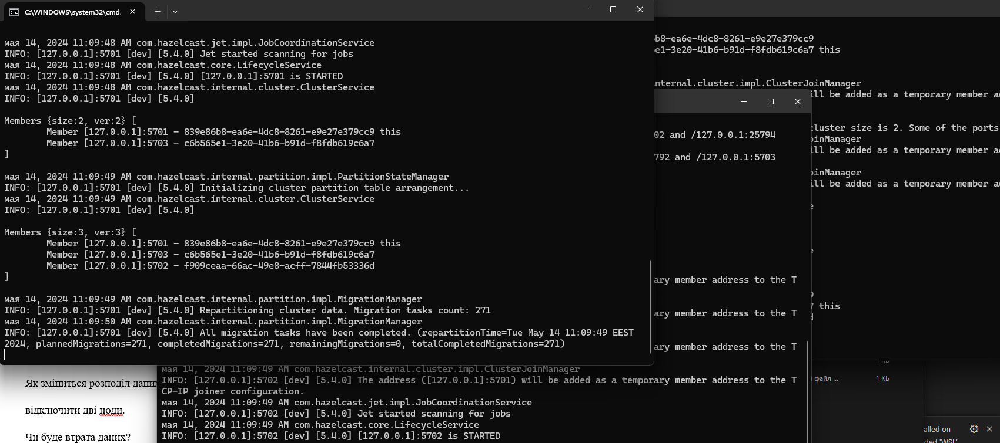 C:\WINDOWS\system32\cmd.
мая 14, 2024 11:09:48 AM com.hazelcast.jet.impl.JobCoordinationService
INFO: [127.0.0.1]:5701 [dev] [5.4.0] Jet started scanning for jobs
мая 14, 2024 11:09:48 AM com.hazelcast.core.LifecycleService
INFO: [127.0.0.1]:5701 [dev] [5.4.0] [127.0.0.1]:5701 is STARTED
мая 14, 2024 11:09:48 AM com.hazelcast.internal.cluster.ClusterService
INFO: [127.0.0.1]:5701 [dev] [5.4.0]
Members {size:2, ver:2} [
Member [127.0.0.1]:5701 - 839e86b8-ea6e-4dc8-8261-e9e27e379cc9 this
Member [127.0.0.1]:5703 - c6b565e1-3e20-41b6-b91d-f8fdb619c6a7
]
мая 14, 2024 11:09:49 AM com.hazelcast.internal.partition.impl.PartitionStateManager
INFO: [127.0.0.1]:5701 [dev] [5.4.0] Initializing cluster partition table arrangement...
мая 14, 2024 11:09:49 AM com.hazelcast.internal.cluster.ClusterService
INFO: [127.0.0.1]:5701 [dev] [5.4.0]
Members {size:3, ver:3} [
Member [127.0.0.1]:5701 - 839e86b8-ea6e-4dc8-8261-e9e27e379cc9 this
Member [127.0.0.1]:5703 - c6b565e1-3e20-41b6-b91d-f8fdb619c6a7
Member [127.0.0.1]:5702 - f909ceaa-66ac-49e8-acff-7844fb53336d
]
мая 14, 2024 11:09:49 AM com.hazelcast.internal.partition.impl.MigrationManager
INFO: [127.0.0.1]:5701 [dev] [5.4.0] Repartitioning cluster data. Migration tasks count: 271
мая 14, 2024 11:09:50 AM com.hazelcast.internal.partition.impl.MigrationManager
INFO: [127.0.0.1]:5701 [dev] [5.4.0] All migration tasks have been completed. (repartitionTime=Tue May 14 11:09:49 EEST
2024, plannedMigrations=271, completedMigrations=271, remainingMigrations=0, totalCompletedMigrations=271)
b8-ea6e-4dc8-8261-e9e27e379cc9
5e1-3e20-41b6-b91d-f8fdb619c6a7 this
nternal.cluster.impl.ClusterJoinManager
ill be added as a temporary member a
cluster size is 2. Some of the ports
oinManager
ill be added as a temporary member a
oinManager
ill be added as a temporary member a
e
e
9
7 this
d
02 and /127.0.0.1:25794
792 and /127.0.0.1:5703
ary member address to the T
ary member address to the T
ary member address to the T
мая 14, 2024 11:09:49 AM com.hazelcast.internal.cluster.impl.ClusterJoinManager
INFO: [127.0.0.1]:5702 [dev] [5.4.0] The address ([127.0.0.1]:5701) will be added as a temporary member address to the T
CP-IP joiner configuration.
мая 14, 2024 11:09:49 AM com.hazelcast.jet.impl.JobCoordinationService
INFO: [127.0.0.1]:5702 [dev] [5.4.0] Jet started scanning for jobs
мая 14, 2024 11:09:49 AM com.hazelcast.core.LifecycleService
INFO: [127.0.0.1]:5702 [dev] [5.4.0] [127.0.0.1]:5702 is STARTED
Як зміниться розподіл даних
відключити дві ноди.
Чи буде втрата даних?
1 КБ
й файл ... 1 КБ
alled on
ded 'WSL'